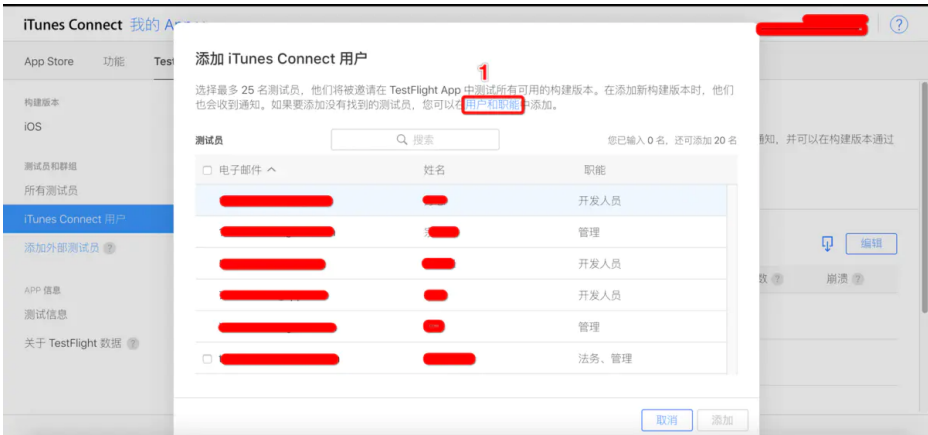 iTunes Connect 我的 A
?
App Store 功能 Test
添加 iTunes Connect 用户
1
选择最多 25 名测试员，他们将被邀请在 TestFlight App 中测试所有可用的构建版本。在添加新构建版本时，他们
也会收到通知。如果要添加没有找到的测试员，您可以在用户和职能中添加。
构建版本
iOS
测试员 搜索 您已输入 0 名，还可添加 20 名
通知，并可以在构建版本通过
测试员和群组
电子邮件 姓名 职能
所有测试员
开发人员
iTunes Connect 用户
管理
添加外部测试员 ?
编辑
开发人员
数 ? 崩溃 ?
APP 信息
开发人员
测试信息
管理
关于 TestFlight 数据 ?
法务、管理
取消 添加